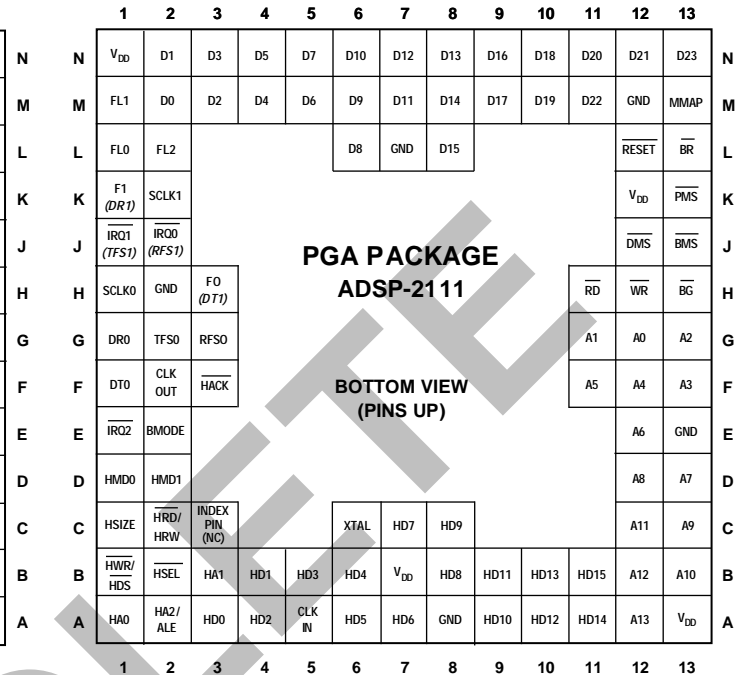 1 2 3 4 5 6 7 8 9 10 11 12 13
N N V_DD D1 D3 D5 D7 D10 D12 D13 D16 D18 D20 D21 D23 N
M M FL1 D0 D2 D4 D6 D9 D11 D14 D17 D19 D22 GND MMAP M
L L FL0 FL2 D8 GND D15 RESET BR L
K K F1 (DR1) SCLK1 V_DD PMS K
J J IRQ1 (TFS1) IRQ0 (RFS1) DMS BMS J
PGA PACKAGE
H H SCLK0 GND FO (DT1) RD WR BG H
ADSP-2111
G G DR0 TFS0 RFSO A1 A0 A2 G
F F DT0 CLK OUT HACK A5 A4 A3 F
BOTTOM VIEW
(PINS UP)
E E IRQ2 BMODE A6 GND E
D D HMD0 HMD1 A8 A7 D
C C HSIZE HRD/ HRW INDEX PIN (NC) XTAL HD7 HD9 A11 A9 C
B B HWR/ HDS HSEL HA1 HD1 HD3 HD4 V_DD HD8 HD11 HD13 HD15 A12 A10 B
A A HA0 HA2/ ALE HD0 HD2 CLK IN HD5 HD6 GND HD10 HD12 HD14 A13 V_DD A
1 2 3 4 5 6 7 8 9 10 11 12 13